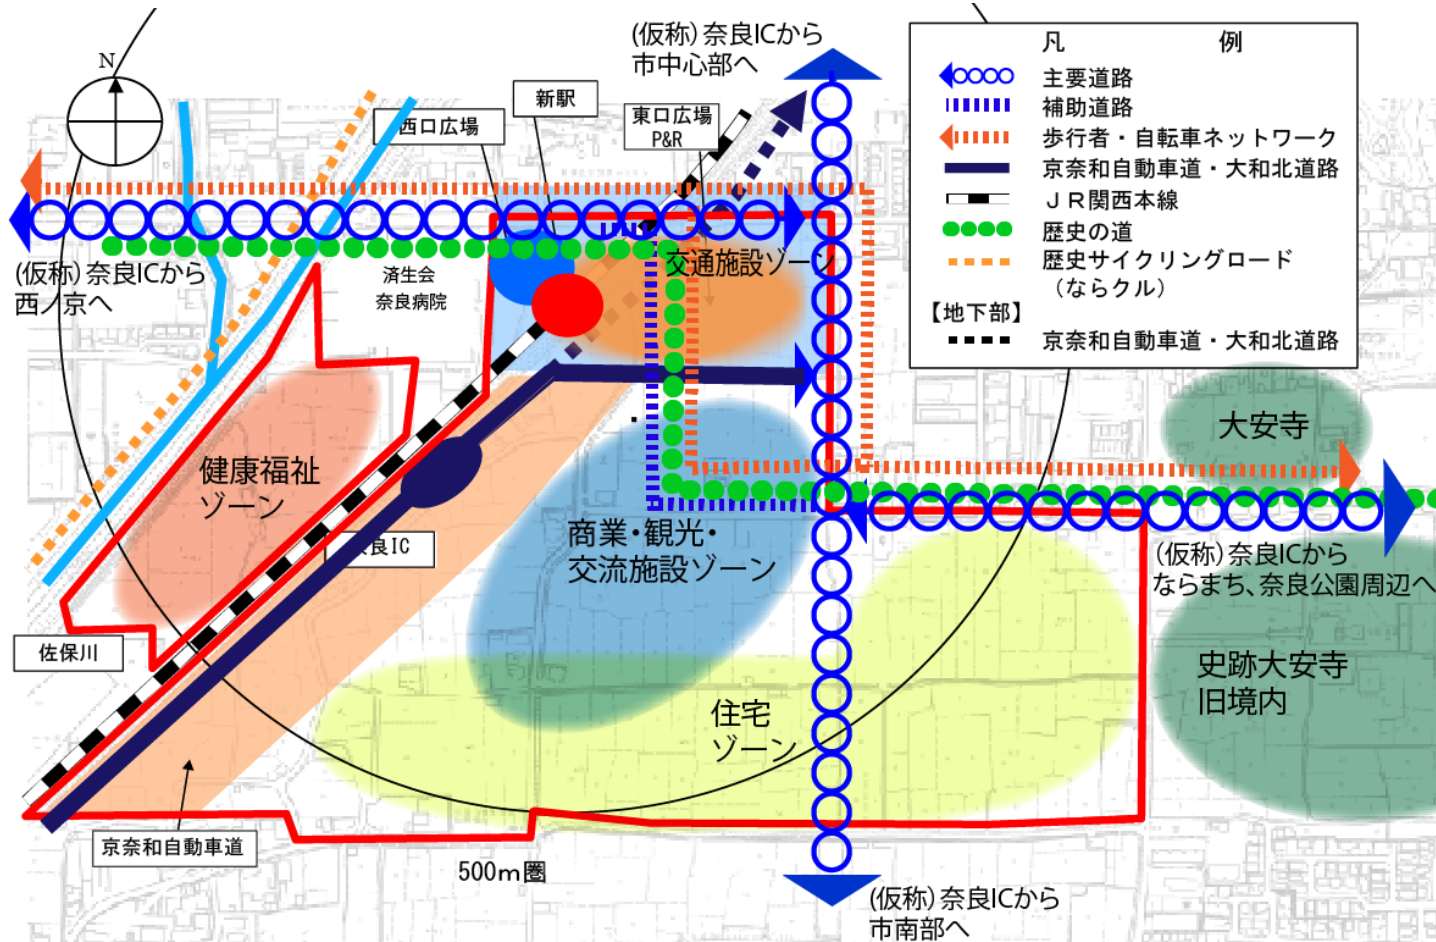 N
(仮称)奈良ICから
市中心部へ
新駅
西口広場
東口広場
P&R
凡 例
主要道路
補助道路
歩行者・自転車ネットワーク
京奈和自動車道・大和北道路
JR関西本線
歴史の道
歴史サイクリングロード
(ならクル)
【地下部】
京奈和自動車道・大和北道路
(仮称)奈良ICから
西ノ京へ
済生会
奈良病院
交通施設ゾーン
大安寺
健康福祉
ゾーン
商業・観光・
交流施設ゾーン
良IC
(仮称)奈良ICから
ならまち、奈良公園周辺へ
佐保川
史跡大安寺
旧境内
住宅
ゾーン
京奈和自動車道
500m圏
(仮称)奈良ICから
市南部へ